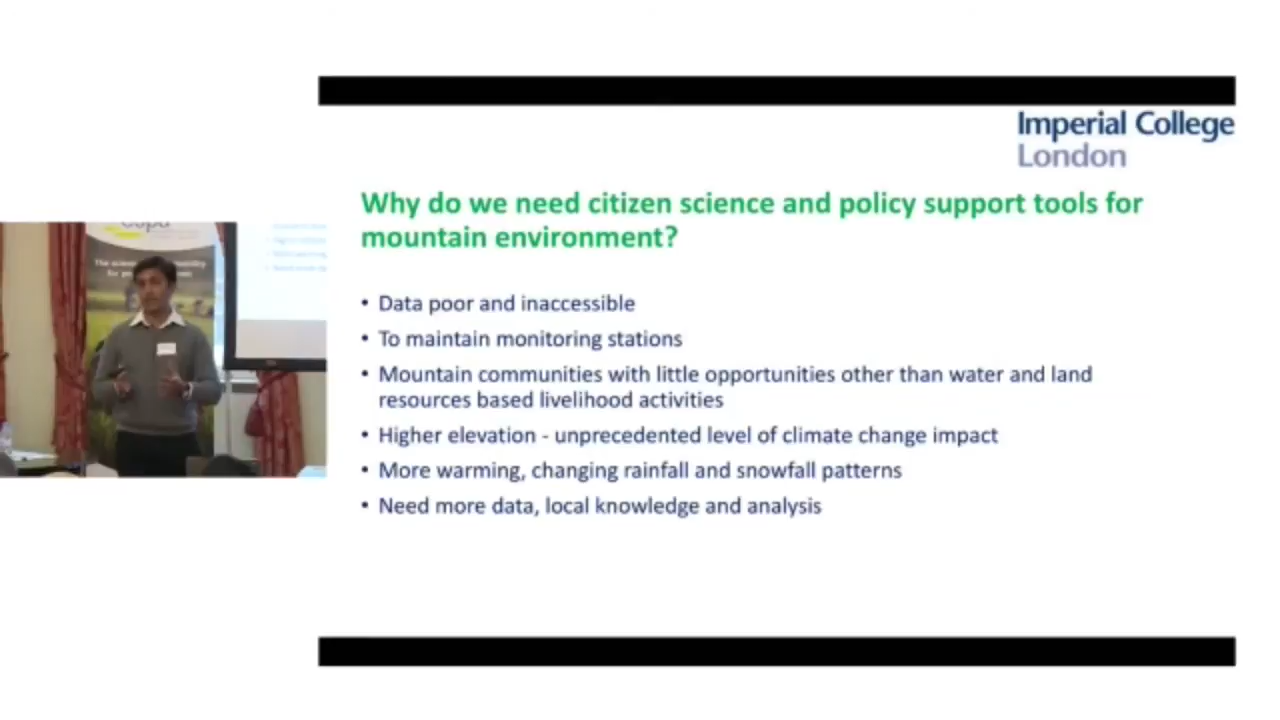 Imperial College
London
Why do we need citizen science and policy support tools for
mountain environment?
• Data poor and inaccessible
• To maintain monitoring stations
• Mountain communities with little opportunities other than water and land
resources based livelihood activities
• Higher elevation - unprecedented level of climate change impact
• More warming, changing rainfall and snowfall patterns
• Need more data, local knowledge and analysis
espa
The science